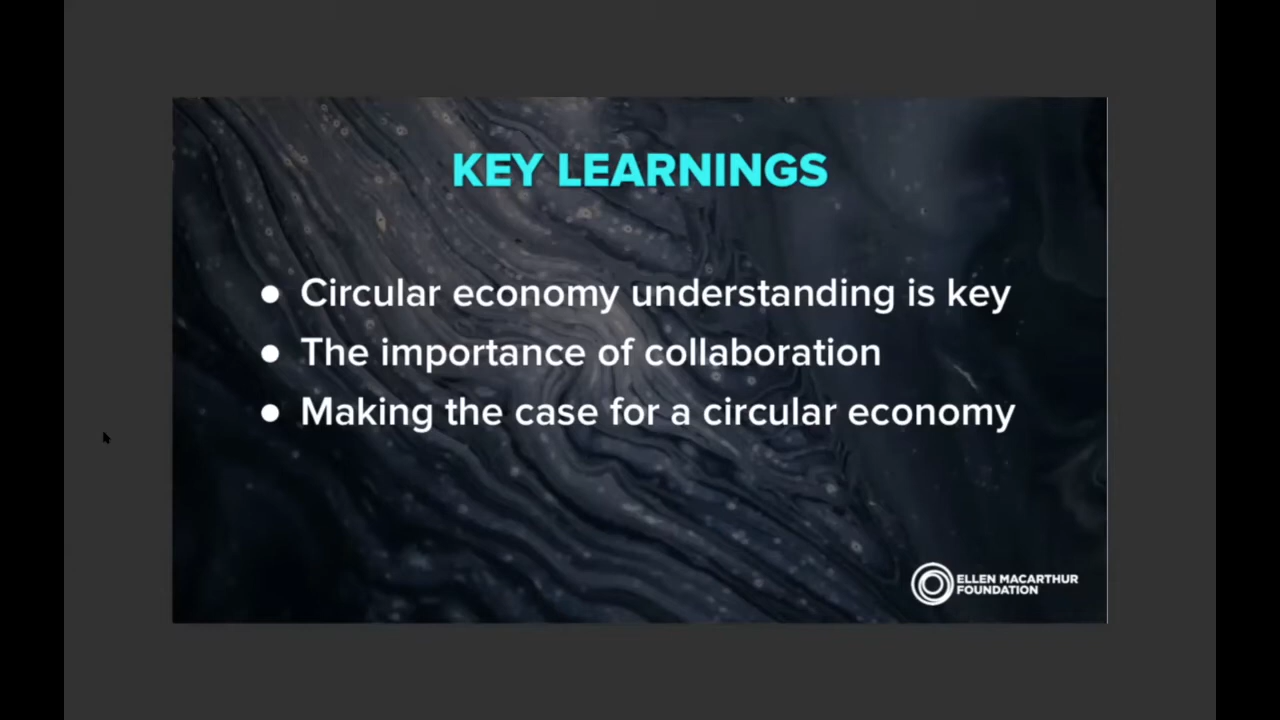 KEY LEARNINGS
● Circular economy understanding is key
● The importance of collaboration
● Making the case for a circular economy
ELLEN MACARTHUR
FOUNDATION